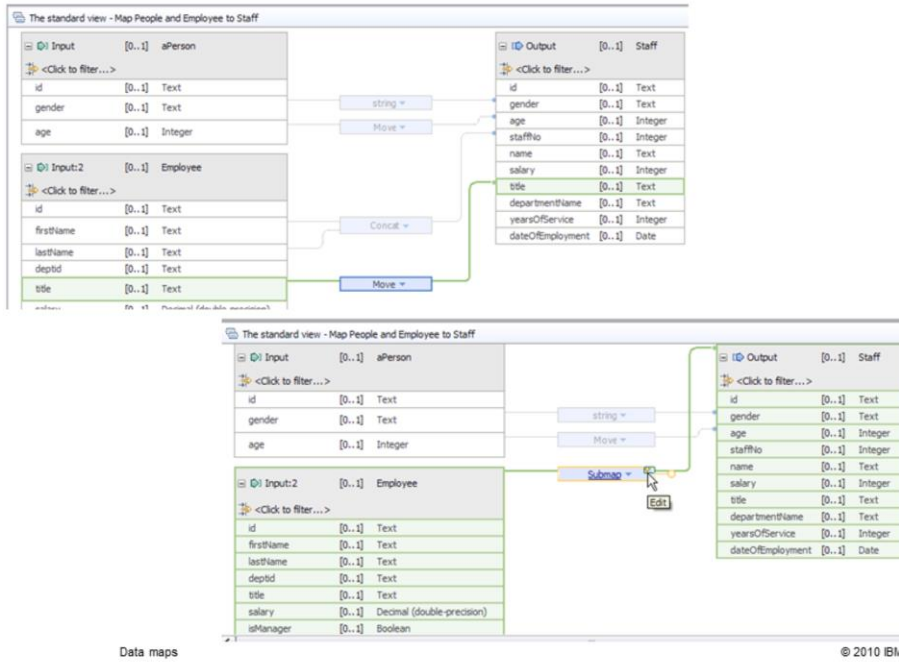 The standard view - Map People and Employee to Staff
Input [0..1] aPerson
<Click to filter...>
id [0..1] Text
gender [0..1] Text
age [0..1] Integer
Input:2 [0..1] Employee
<Click to filter...>
id [0..1] Text
firstName [0..1] Text
lastName [0..1] Text
deptid [0..1] Text
title [0..1] Text
salary [0..1] Decimal (double-precision)
string
Move
Concat
Move
Output [0..1] Staff
<Click to filter...>
id [0..1] Text
gender [0..1] Text
age [0..1] Integer
staffNo [0..1] Integer
name [0..1] Text
salary [0..1] Integer
title [0..1] Text
departmentName [0..1] Text
yearsOfService [0..1] Integer
dateOfEmployment [0..1] Date
The standard view - Map People and Employee to Staff
Input [0..1] aPerson
<Click to filter...>
id [0..1] Text
gender [0..1] Text
age [0..1] Integer
Input:2 [0..1] Employee
<Click to filter...>
id [0..1] Text
firstName [0..1] Text
lastName [0..1] Text
deptid [0..1] Text
title [0..1] Text
salary [0..1] Decimal (double-precision)
isManager [0..1] Boolean
string
Move
Submap
Edit
Output [0..1] Staff
<Click to filter...>
id [0..1] Text
gender [0..1] Text
age [0..1] Integer
staffNo [0..1] Integer
name [0..1] Text
salary [0..1] Integer
title [0..1] Text
departmentName [0..1] Text
yearsOfService [0..1] Integer
dateOfEmployment [0..1] Date
Data maps
© 2010 IBM